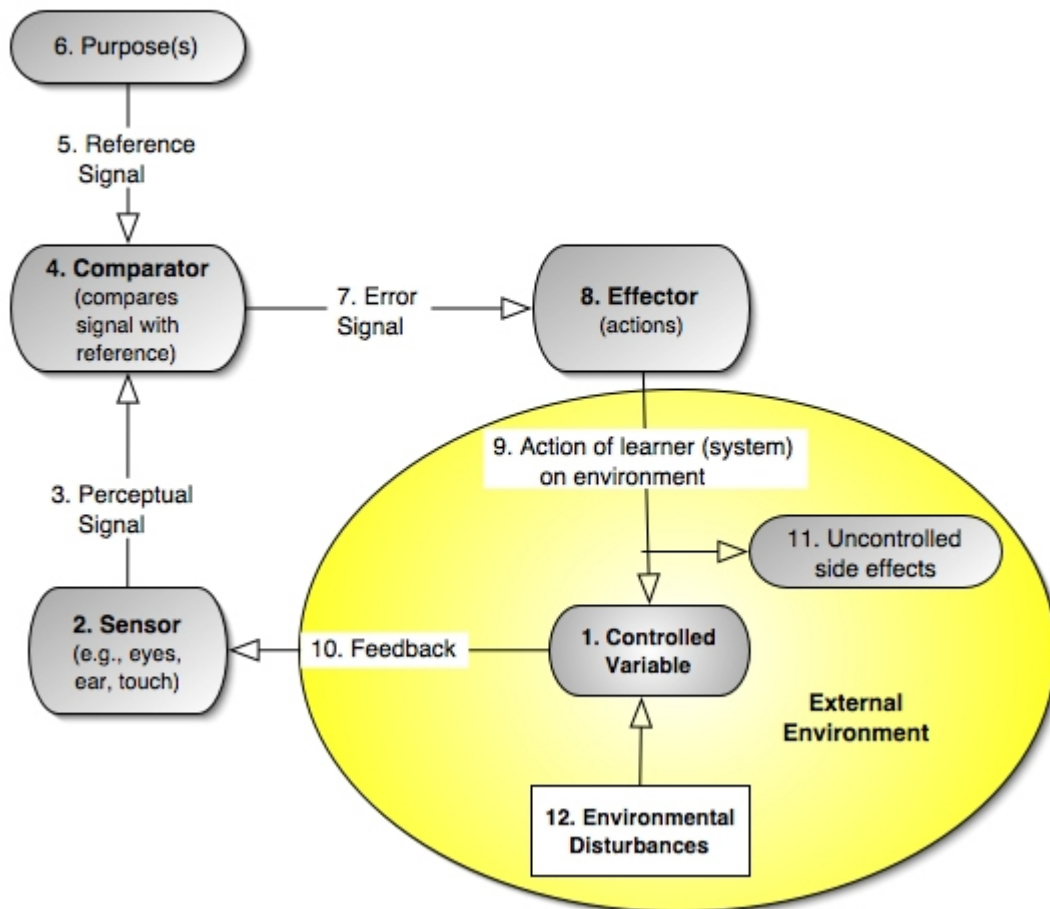 6. Purpose(s)
5. Reference
Signal
4. Comparator
(compares
signal with
reference)
7. Error
Signal
8. Effector
(actions)
9. Action of learner (system)
on environment
3. Perceptual
Signal
11. Uncontrolled
side effects
2. Sensor
(e.g., eyes,
ear, touch)
10. Feedback
1. Controlled
Variable
External
Environment
12. Environmental
Disturbances